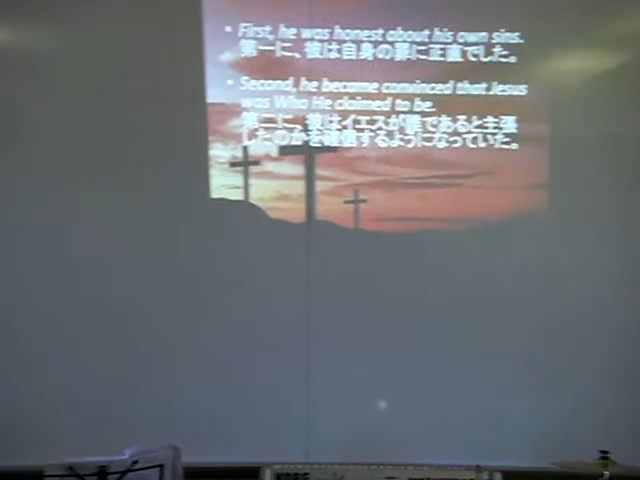 • First, he was honest about his own sins.
第一に、彼は自身の罪に正直でした。
• Second, he became convinced that Jesus
was Who He claimed to be.
第二に、彼はイエスが誰であると主張
したのかを確信するようになっていた。